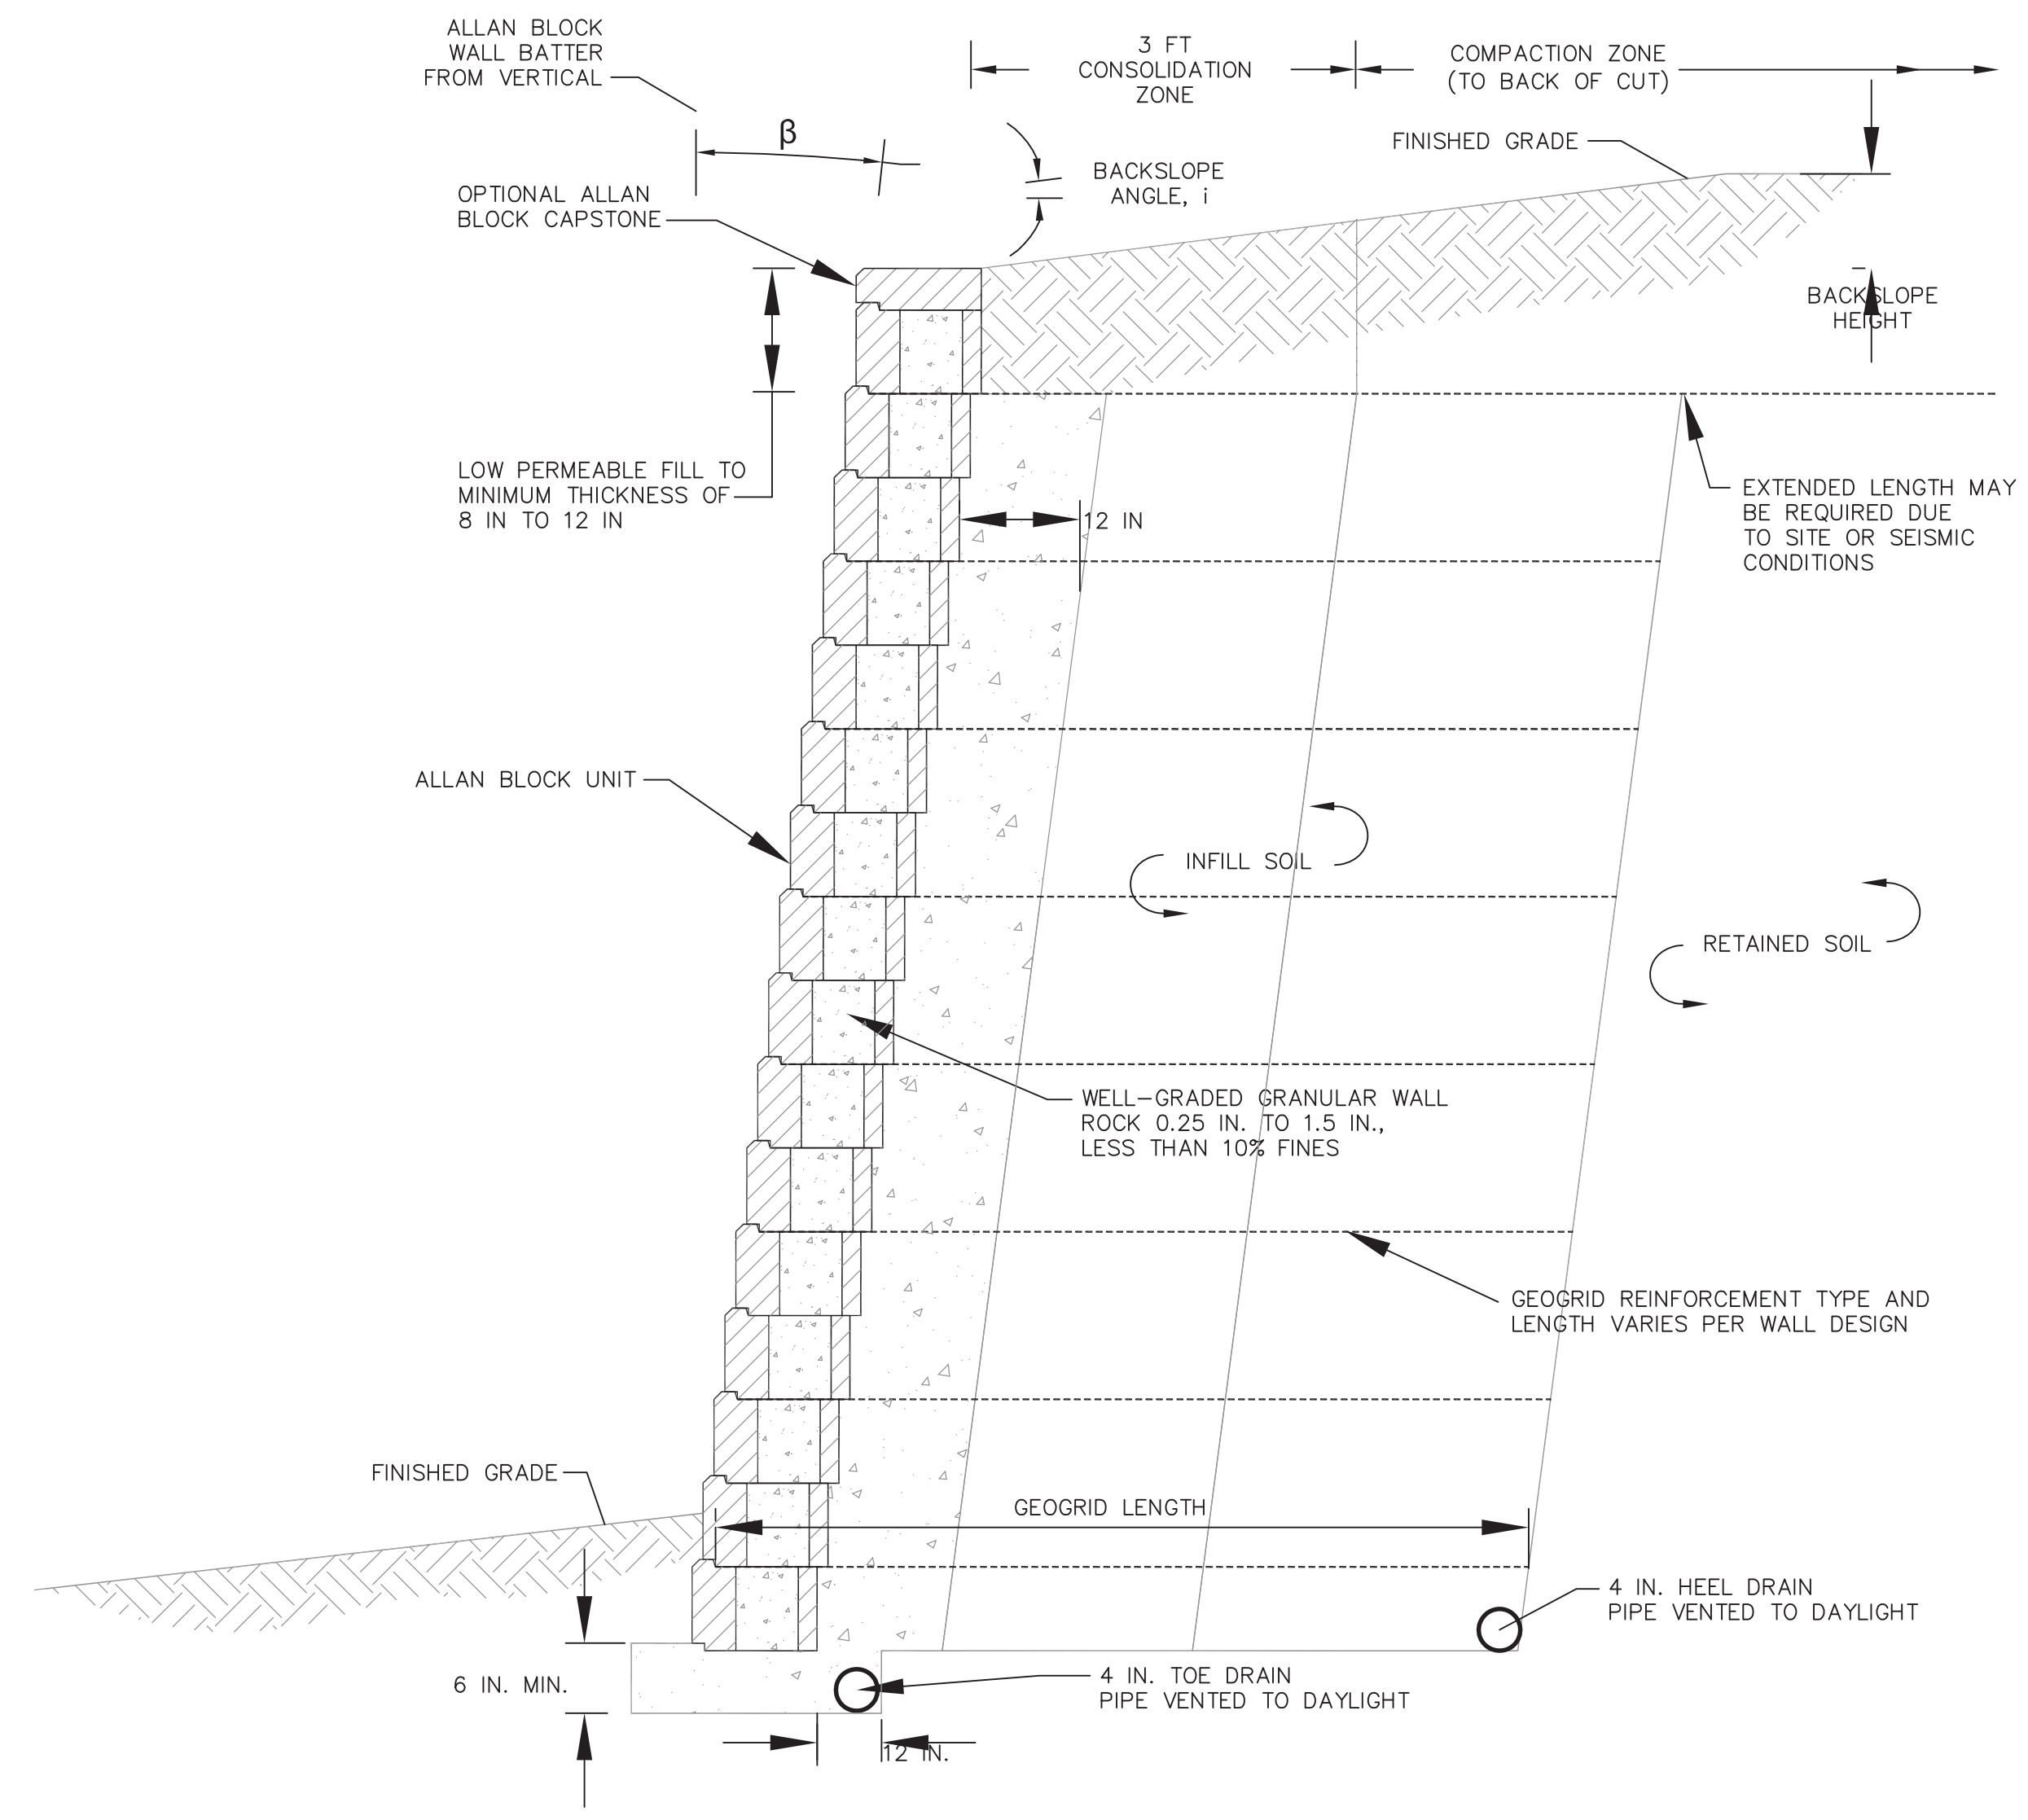 ALLAN BLOCK
WALL BATTER
FROM VERTICAL
3 FT
CONSOLIDATION
ZONE
COMPACTION ZONE
(TO BACK OF CUT)
β
FINISHED GRADE
BACKSLOPE
ANGLE, i
OPTIONAL ALLAN
BLOCK CAPSTONE
BACKSLOPE
HEIGHT
LOW PERMEABLE FILL TO
MINIMUM THICKNESS OF
8 IN TO 12 IN
12 IN
EXTENDED LENGTH MAY
BE REQUIRED DUE
TO SITE OR SEISMIC
CONDITIONS
ALLAN BLOCK UNIT
INFILL SOIL
RETAINED SOIL
WELL-GRADED GRANULAR WALL
ROCK 0.25 IN. TO 1.5 IN.,
LESS THAN 10% FINES
GEOGRID REINFORCEMENT TYPE AND
LENGTH VARIES PER WALL DESIGN
FINISHED GRADE
GEOGRID LENGTH
4 IN. HEEL DRAIN
PIPE VENTED TO DAYLIGHT
6 IN. MIN.
4 IN. TOE DRAIN
PIPE VENTED TO DAYLIGHT
12 IN.